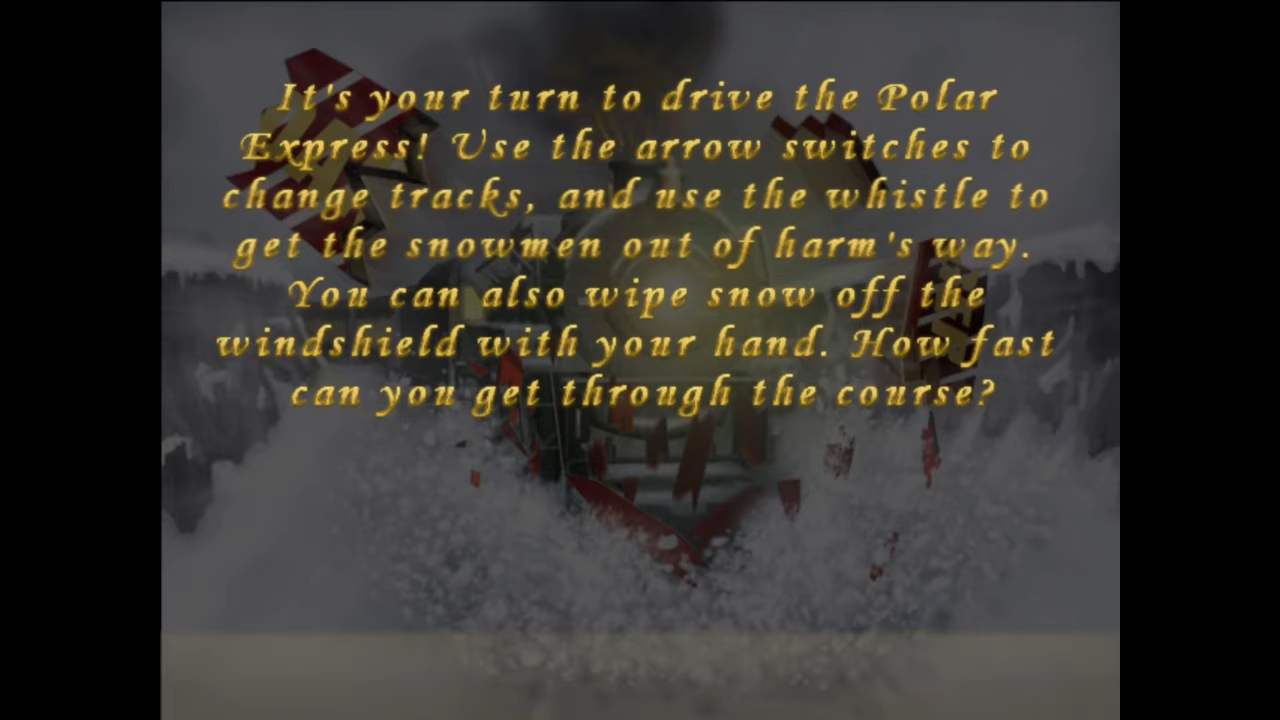 It's your turn to drive the Polar
Express! Use the arrow switches to
change tracks, and use the whistle to
get the snowmen out of harm's way.
You can also wipe snow off the
windshield with your hand. How fast
can you get through the course?